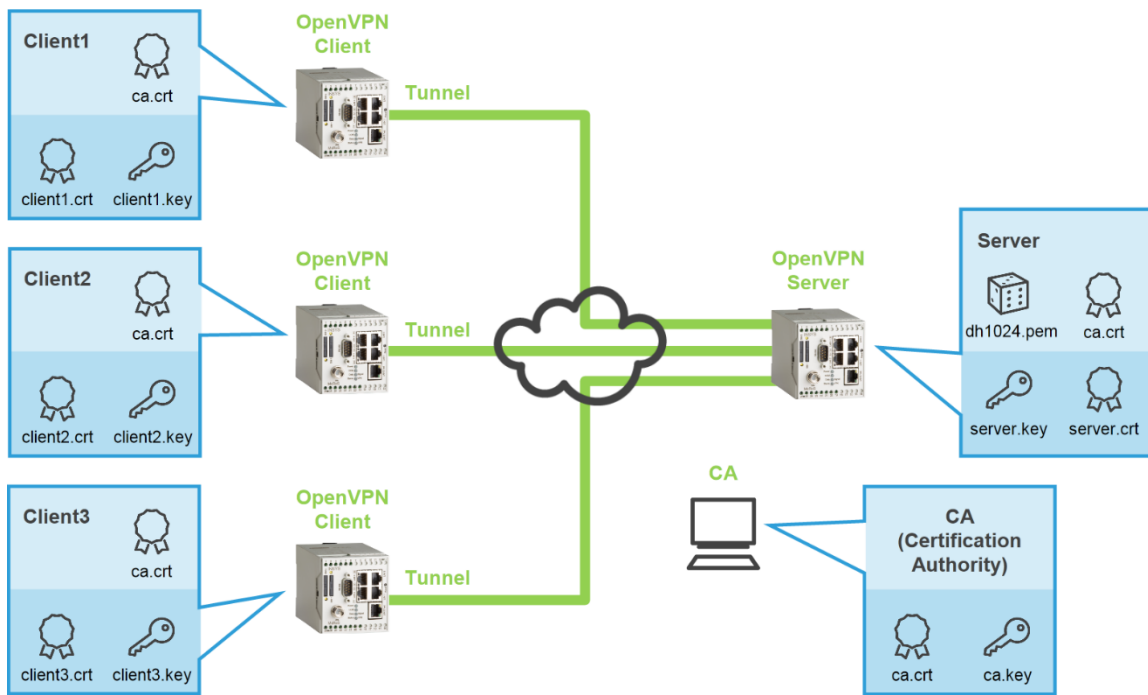 Client1
ca.crt
client1.crt client1.key
OpenVPN
Client
Tunnel
Client2
ca.crt
client2.crt client2.key
OpenVPN
Client
Tunnel
Client3
ca.crt
client3.crt client3.key
OpenVPN
Client
Tunnel
OpenVPN
Server
Server
dh1024.pem ca.crt
server.key server.crt
CA
CA
(Certification
Authority)
ca.crt ca.key